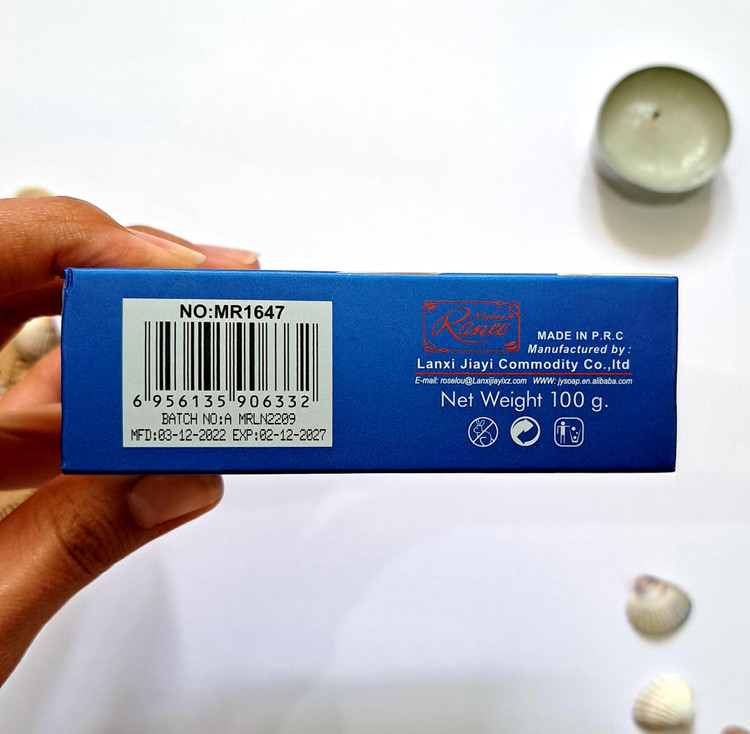 NO:MR1647
6 956135 906332
BATCH NO:A MRLN2209
MFD:03-12-2022 EXP:02-12-2027
Ranee
MADE IN P.R.C
Manufactured by :
Lanxi Jiayi Commodity Co.,ltd
E-mail: roselou@Lanxijiayixz.com WWW: jysoap.en.alibaba.com
Net Weight 100 g.